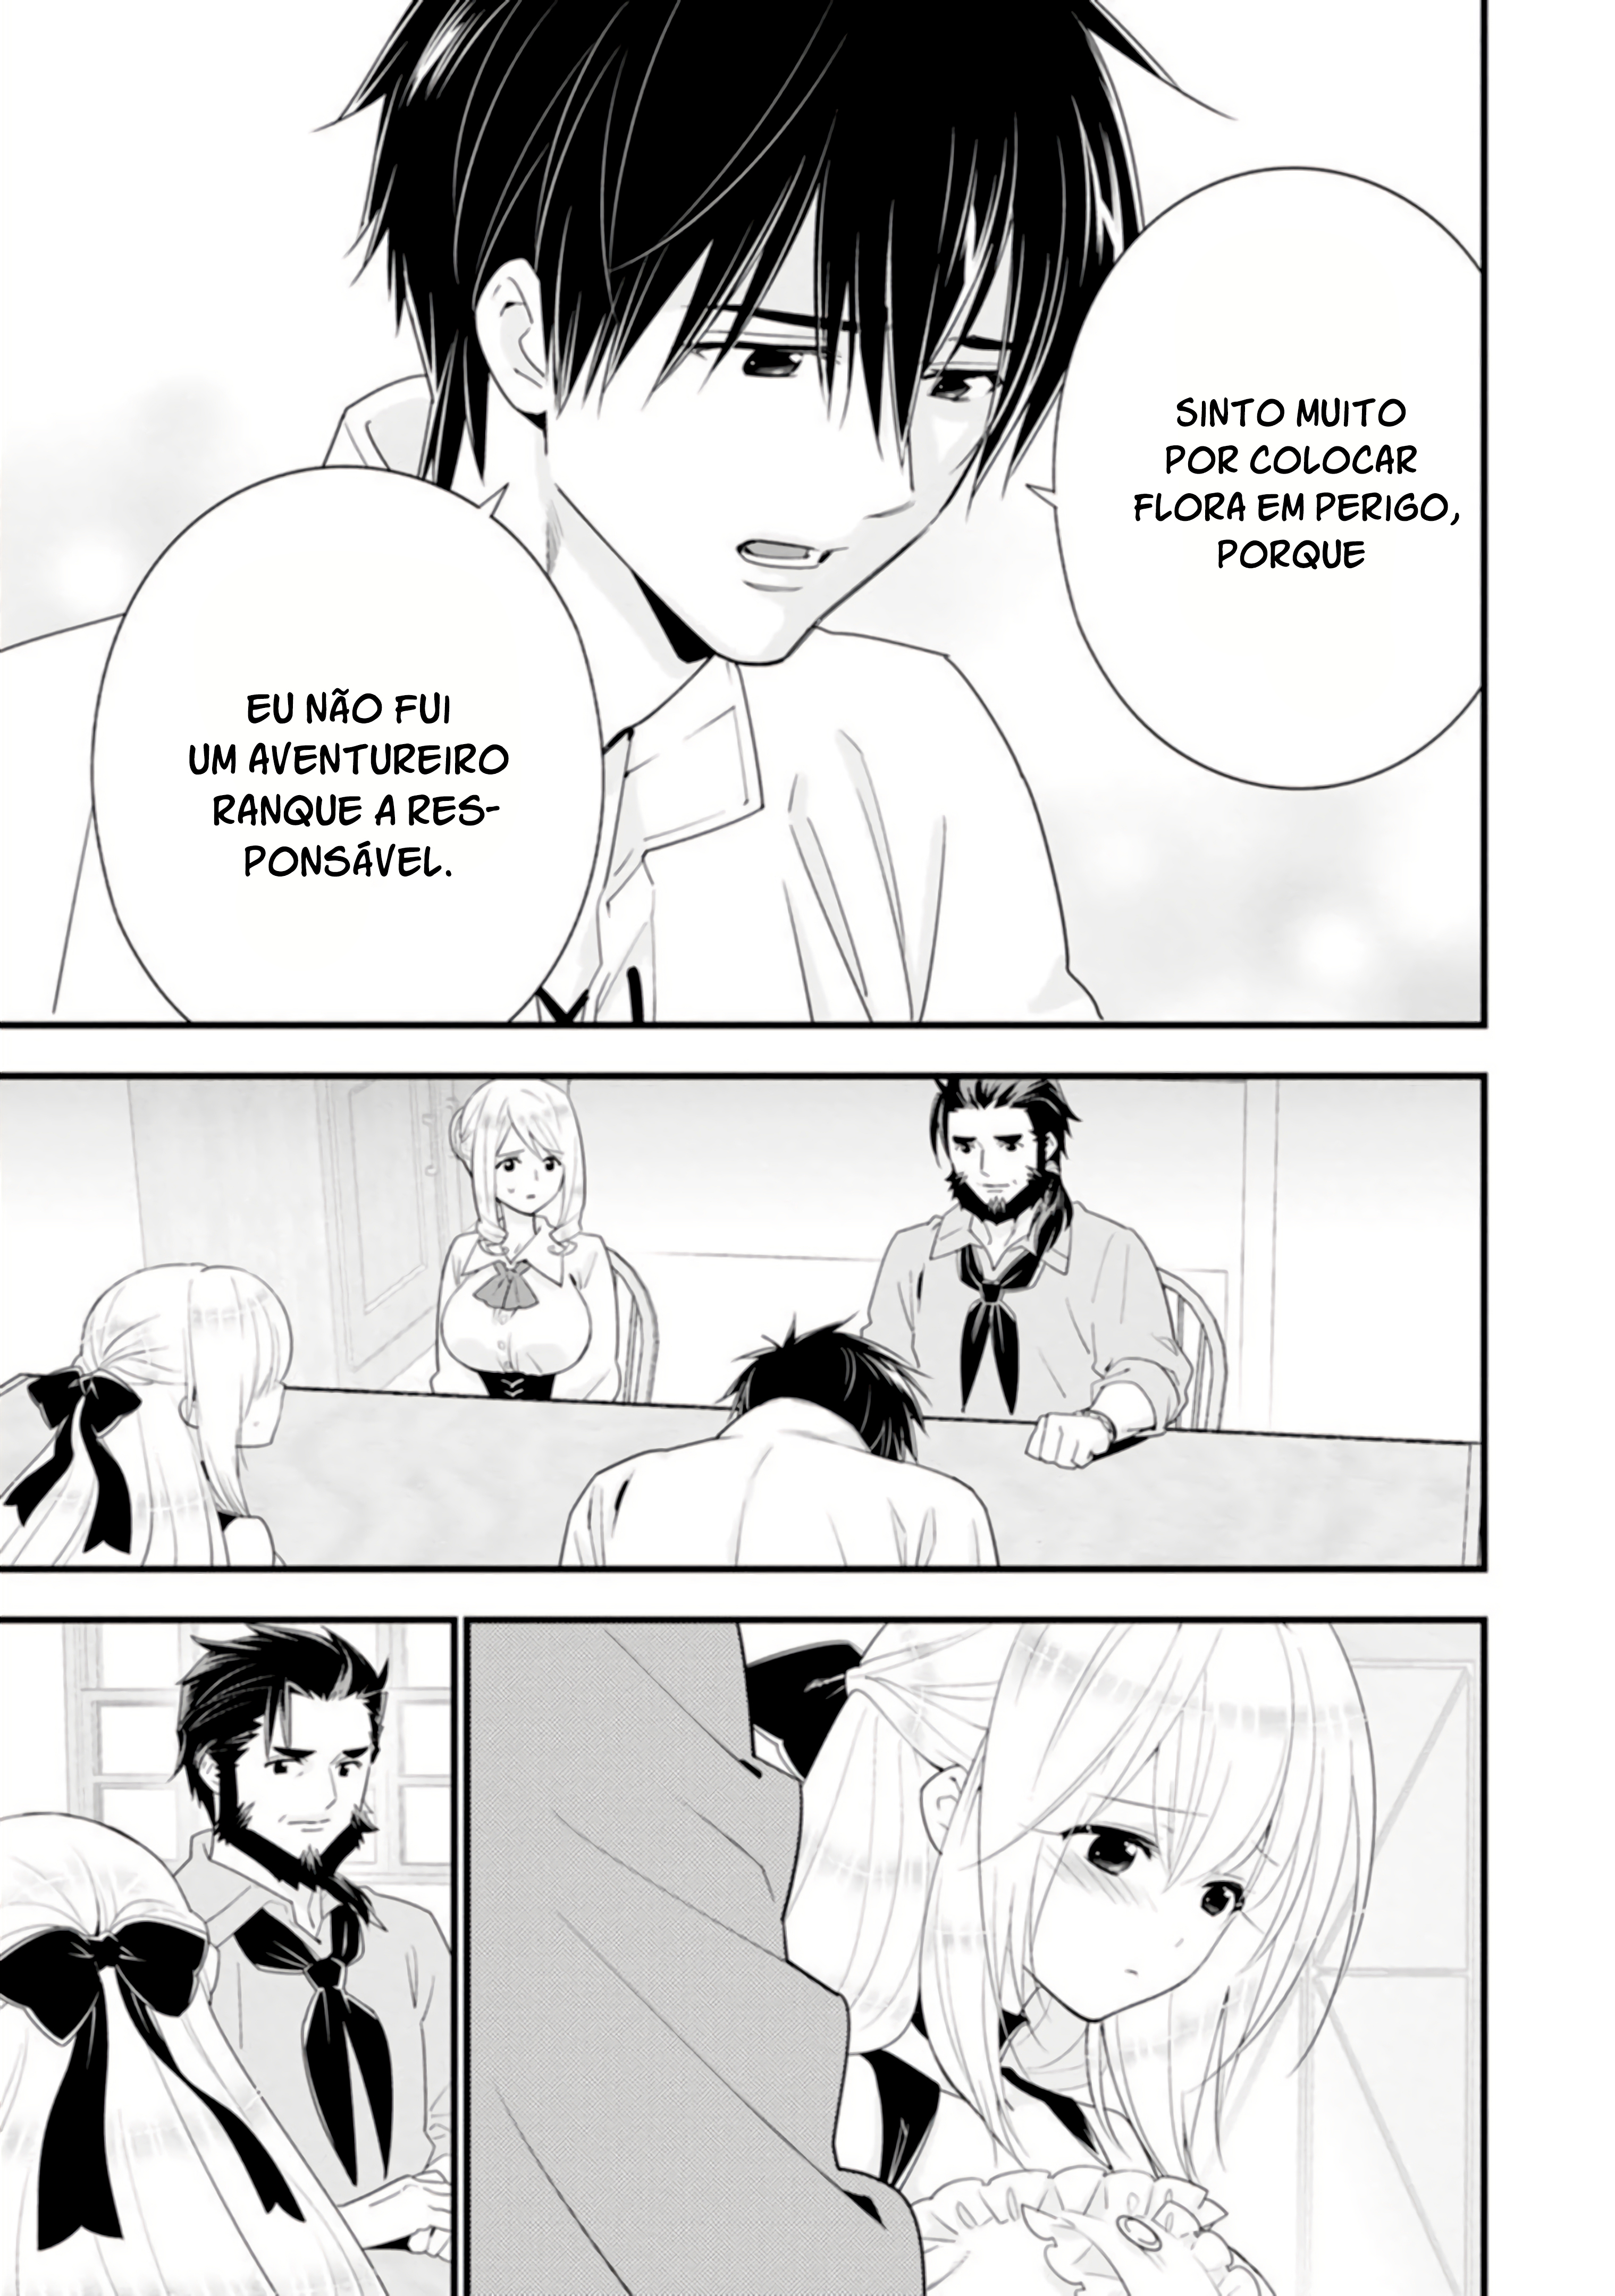 SINTO MUITO
POR COLOCAR
FLORA EM PERIGO,
PORQUE
EU NÃO FUI
UM AVENTUREIRO
RANQUE A RES-
PONSÁVEL.